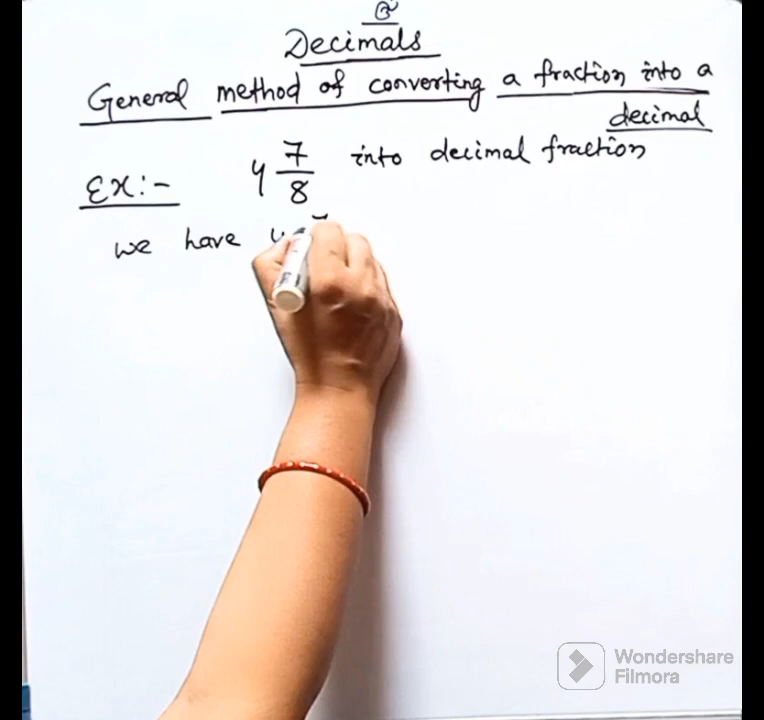 Decimals
General method of converting a fraction into a
decimal
Ex:- 4 7/8 into decimal fraction
we have 4
Wondershare
Filmora